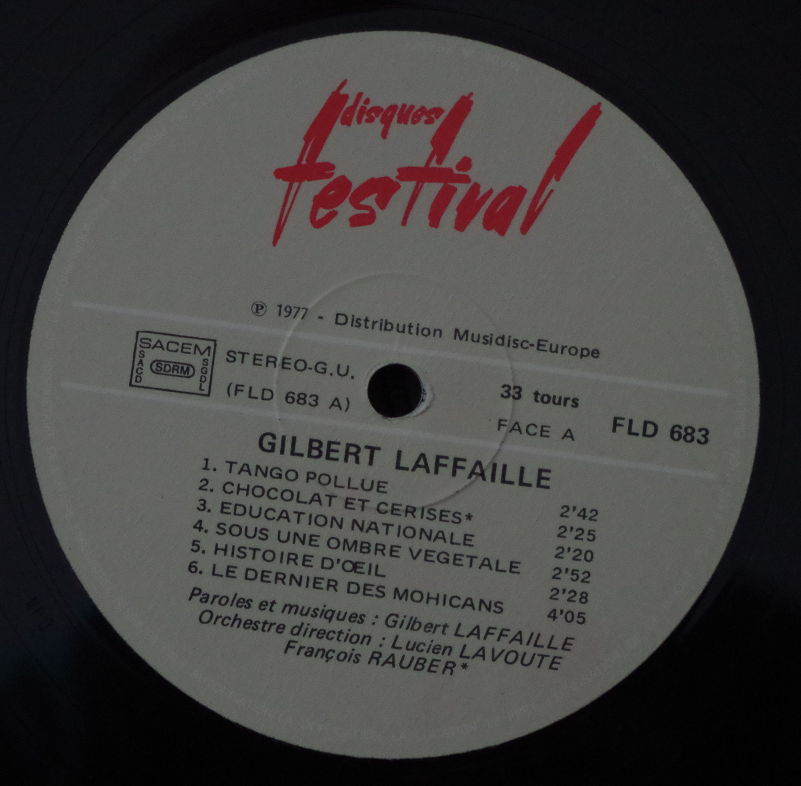 disques
festival
℗ 1977 - Distribution Musidisc-Europe
SACEM
SACD
SDRM
SGDL
STEREO-G.U.
(FLD 683 A)
33 tours
FACE A
FLD 683
GILBERT LAFFAILLE
1. TANGO POLLUE 2'42
2. CHOCOLAT ET CERISES* 2'25
3. EDUCATION NATIONALE 2'20
4. SOUS UNE OMBRE VEGETALE 2'52
5. HISTOIRE D'ŒIL 2'28
6. LE DERNIER DES MOHICANS 4'05
Paroles et musiques : Gilbert LAFFAILLE
Orchestre direction : Lucien LAVOUTE
François RAUBER*